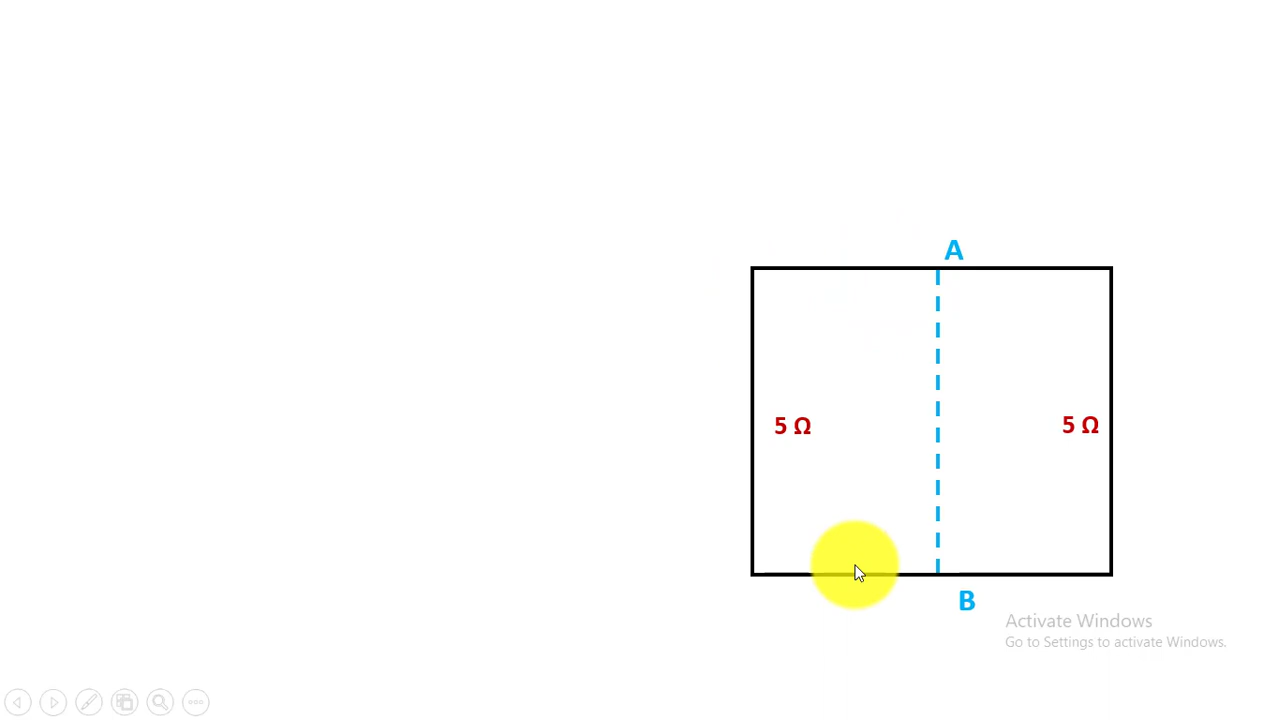 A
5 Ω
5 Ω
B
Activate Windows
Go to Settings to activate Windows.